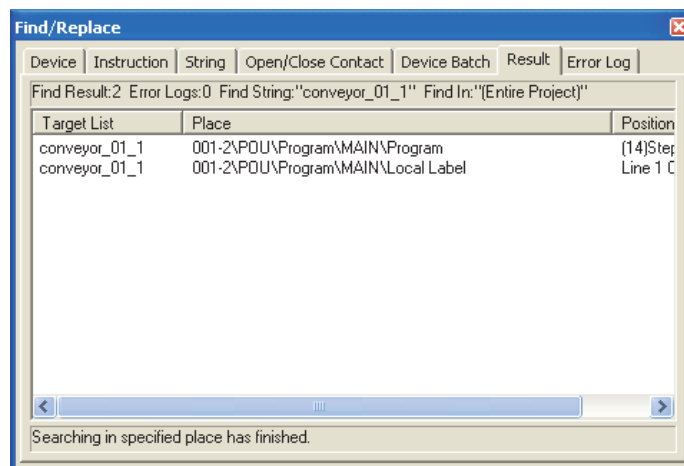 Find/Replace
Device Instruction String Open/Close Contact Device Batch Result Error Log
Find Result:2 Error Logs:0 Find String:"conveyor_01_1" Find In:"(Entire Project)"
Target List Place Position
conveyor_01_1 001-2\POU\Program\MAIN\Program (14)Step
conveyor_01_1 001-2\POU\Program\MAIN\Local Label Line 1 C
Searching in specified place has finished.